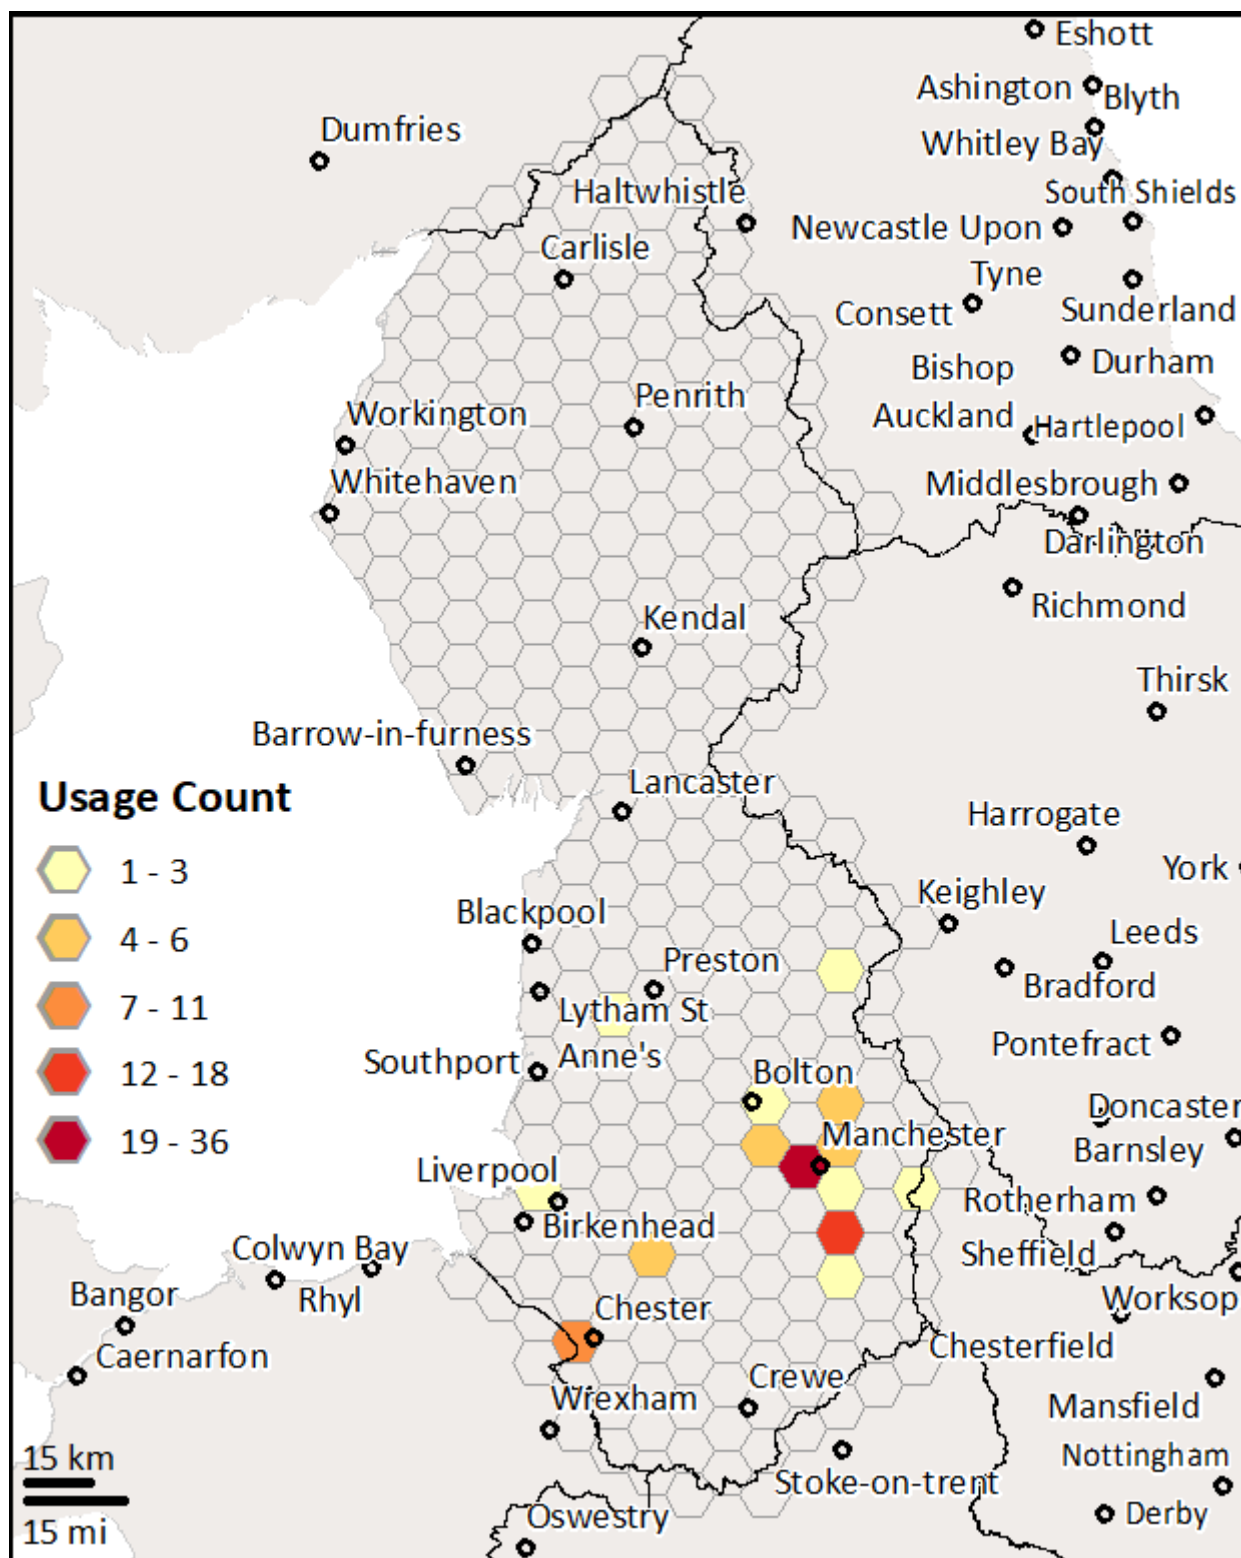 Eshott
Ashington
Blyth
Dumfries
Whitley Bay
Haltwhistle
South Shields
Newcastle Upon
Tyne
Carlisle
Consett
Sunderland
Bishop
Auckland
Durham
Penrith
Workington
Hartlepool
Whitehaven
Middlesbrough
Darlington
Richmond
Kendal
Thirsk
Barrow-in-furness
Lancaster
Usage Count
1 - 3
4 - 6
7 - 11
12 - 18
19 - 36
Harrogate
York
Keighley
Blackpool
Leeds
Preston
Bradford
Lytham St
Anne's
Pontefract
Southport
Bolton
Doncaster
Manchester
Barnsley
Liverpool
Rotherham
Birkenhead
Sheffield
Colwyn Bay
Rhyl
Bangor
Worksop
Chester
Chesterfield
Caernarfon
Crewe
Wrexham
Mansfield
Nottingham
15 km
Stoke-on-trent
Derby
Oswestry
15 mi